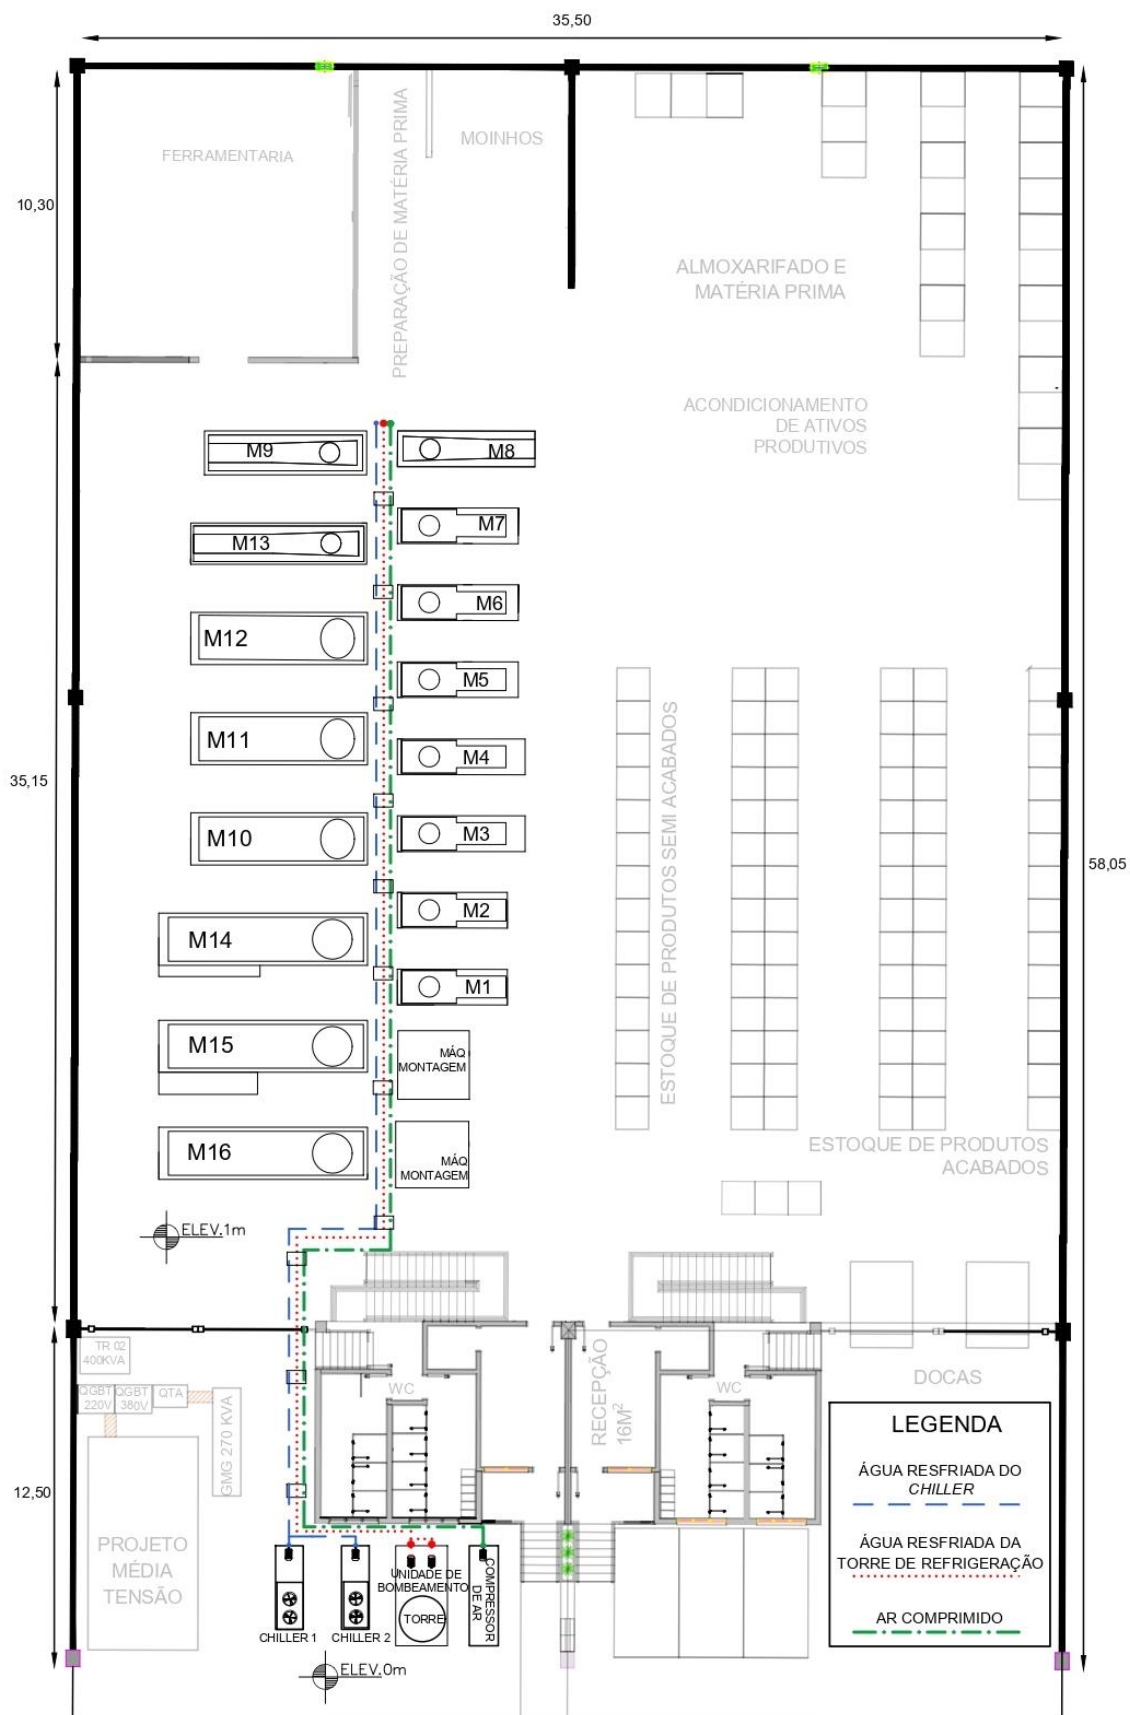 35,50
FERRAMENTARIA
PREPARAÇÃO DE MATÉRIA PRIMA
MOINHOS
10,30
ALMOXARIFADO E
MATÉRIA PRIMA
ACONDICIONAMENTO
DE ATIVOS
PRODUTIVOS
M9
M8
M7
M13
M6
M12
M5
M11
M4
35,15
M10
M3
M14
M2
M15
M1
MÁQ
MONTAGEM
M16
MÁQ
MONTAGEM
ESTOQUE DE PRODUTOS SEMI ACABADOS
58,05
ESTOQUE DE PRODUTOS
ACABADOS
ELEV.1m
TR 02
400KVA
QGBT
220V
QGBT
380V
QTA
GMG 270 KVA
WC
RECEPÇÃO
16M²
WC
DOCAS
12,50
PROJETO
MÉDIA
TENSÃO
LEGENDA
ÁGUA RESFRIADA DO
CHILLER
ÁGUA RESFRIADA DA
TORRE DE REFRIGERAÇÃO
AR COMPRIMIDO
UNIDADE DE
BOMBEAMENTO
TORRE
COMPRESSOR
DE AR
CHILLER 1
CHILLER 2
ELEV.0m